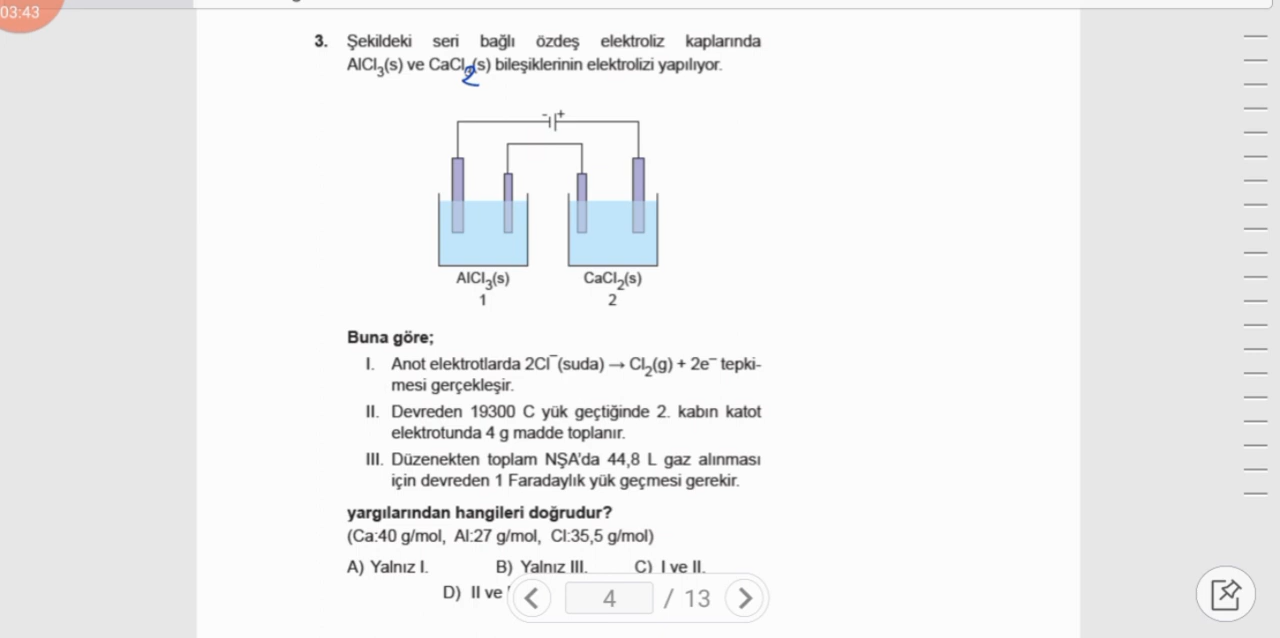 03:43
3. Şekildeki seri bağlı özdeş elektroliz kaplarında
AlCl₃(s) ve CaCl₂(s) bileşiklerinin elektrolizi yapılıyor.
- +
AlCl₃(s) CaCl₂(s)
1 2
Buna göre;
I. Anot elektrotlarda 2Cl⁻(suda) → Cl₂(g) + 2e⁻ tepki-
mesi gerçekleşir.
II. Devreden 19300 C yük geçtiğinde 2. kabın katot
elektrotunda 4 g madde toplanır.
III. Düzenekten toplam NŞA'da 44,8 L gaz alınması
için devreden 1 Faradaylık yük geçmesi gerekir.
yargılarından hangileri doğrudur?
(Ca:40 g/mol, Al:27 g/mol, Cl:35,5 g/mol)
A) Yalnız I. B) Yalnız III. C) I ve II.
D) II ve
4 / 13